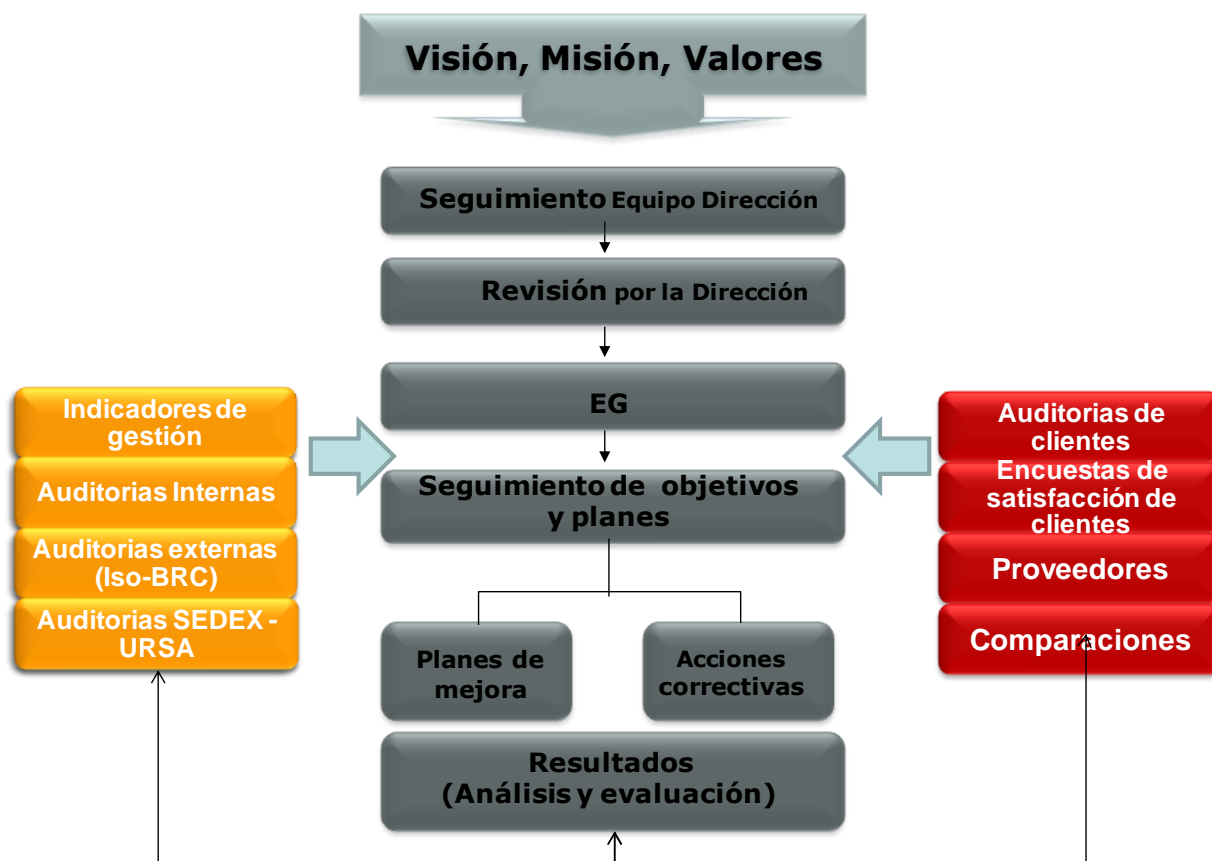 Visión, Misión, Valores
Seguimiento Equipo Dirección
Revisión por la Dirección
EG
Seguimiento de objetivos
y planes
Indicadores de
gestión
Auditorias Internas
Auditorias externas
(Iso-BRC)
Auditorias SEDEX -
URSA
Auditorias de
clientes
Encuestas de
satisfacción de
clientes
Proveedores
Comparaciones
Planes de
mejora
Acciones
correctivas
Resultados
(Análisis y evaluación)